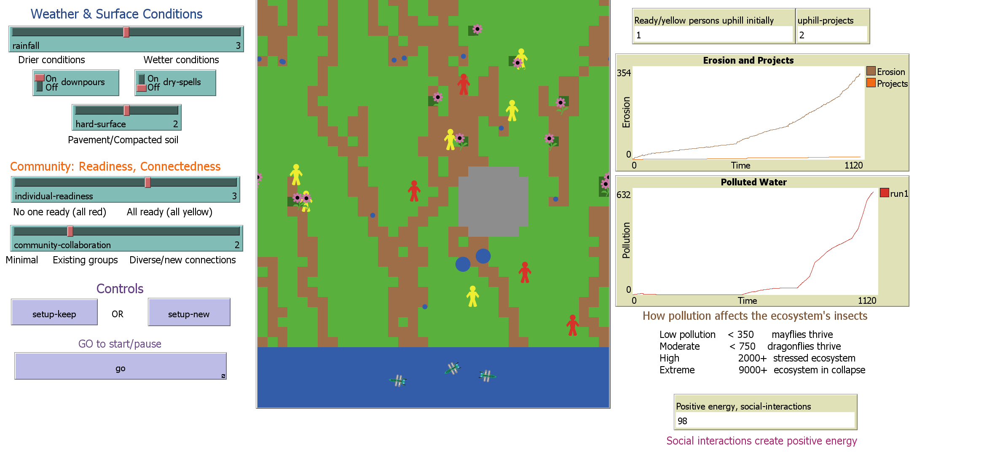 Weather & Surface Conditions
rainfall 3
Drier conditions Wetter conditions
On
Off downpours
On
Off dry-spells
hard-surface 2
Pavement/Compacted soil
Community: Readiness, Connectedness
individual-readiness 3
No one ready (all red) All ready (all yellow)
community-collaboration 2
Minimal Existing groups Diverse/new connections
Controls
setup-keep OR setup-new
GO to start/pause
go
Ready/yellow persons uphill initially
1
uphill-projects
2
Erosion and Projects
354
Erosion
0
0 Time 1120
Erosion
Projects
Polluted Water
632
Pollution
0
0 Time 1120
run1
How pollution affects the ecosystem's insects
Low pollution < 350 mayflies thrive
Moderate < 750 dragonflies thrive
High 2000+ stressed ecosystem
Extreme 9000+ ecosystem in collapse
Positive energy, social-interactions
98
Social interactions create positive energy